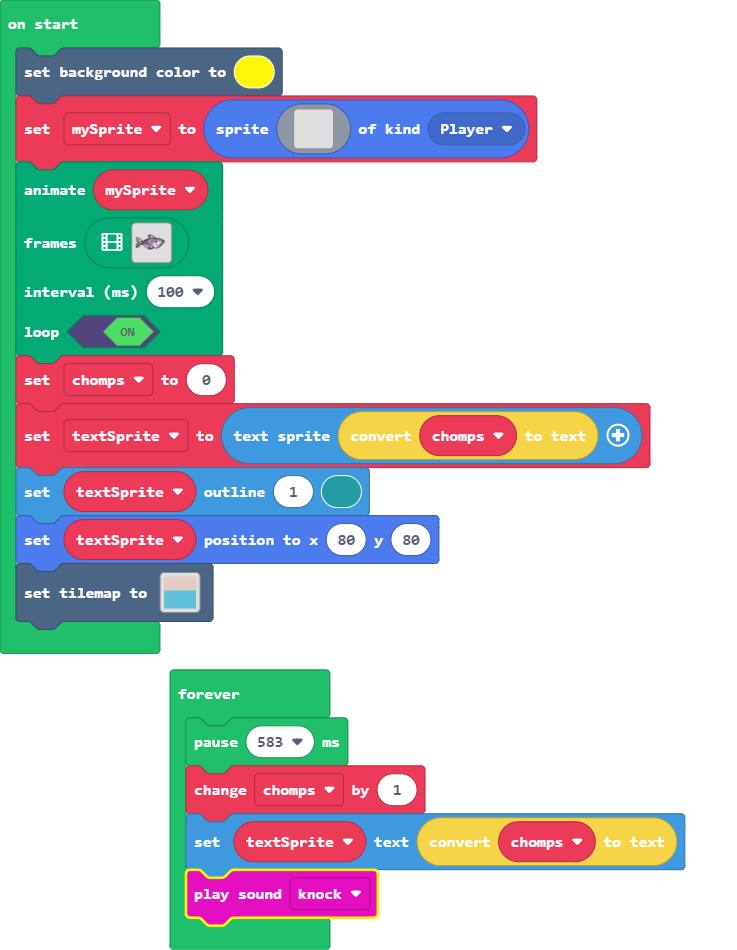 on start
set background color to
set mySprite to sprite of kind Player
animate mySprite
frames
interval (ms) 100
loop ON
set chomps to 0
set textSprite to text sprite convert chomps to text
set textSprite outline 1
set textSprite position to x 80 y 80
set tilemap to
forever
pause 583 ms
change chomps by 1
set textSprite text convert chomps to text
play sound knock